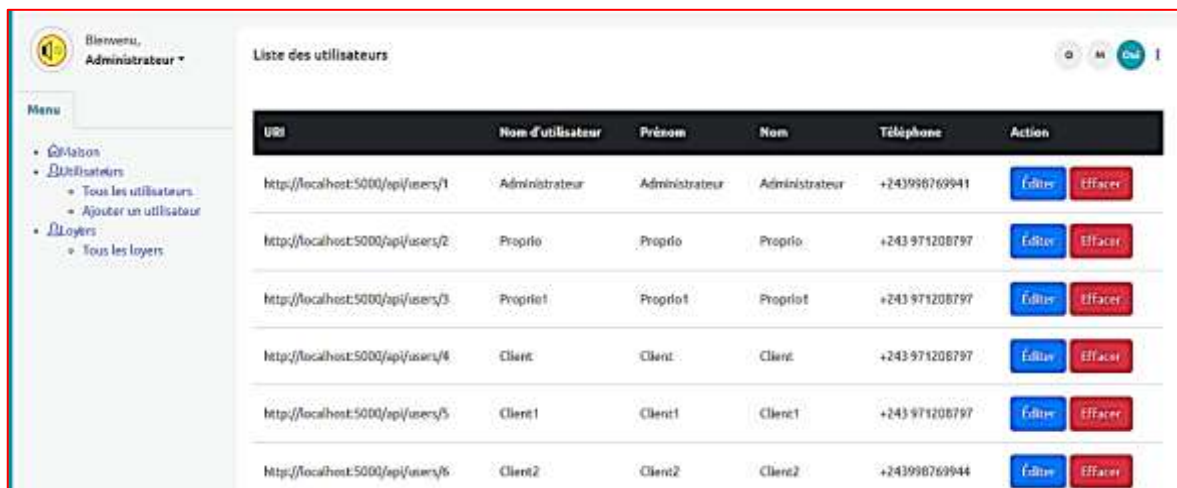 Bienvenu,
Administrateur
Liste des utilisateurs
O M Oui
Menu
Maison
Utilisateurs
Tous les utilisateurs
Ajouter un utilisateur
Loyers
Tous les loyers
URI Nom d'utilisateur Prénom Nom Téléphone Action
http://localhost:5000/api/users/1 Administrateur Administrateur Administrateur +243998769941 Éditer Effacer
http://localhost:5000/api/users/2 Proprio Proprio Proprio +243 971208797 Éditer Effacer
http://localhost:5000/api/users/3 Proprio1 Proprio1 Proprio1 +243 971208797 Éditer Effacer
http://localhost:5000/api/users/4 Client Client Client +243 971208797 Éditer Effacer
http://localhost:5000/api/users/5 Client1 Client1 Client1 +243 971208797 Éditer Effacer
http://localhost:5000/api/users/6 Client2 Client2 Client2 +243998769944 Éditer Effacer